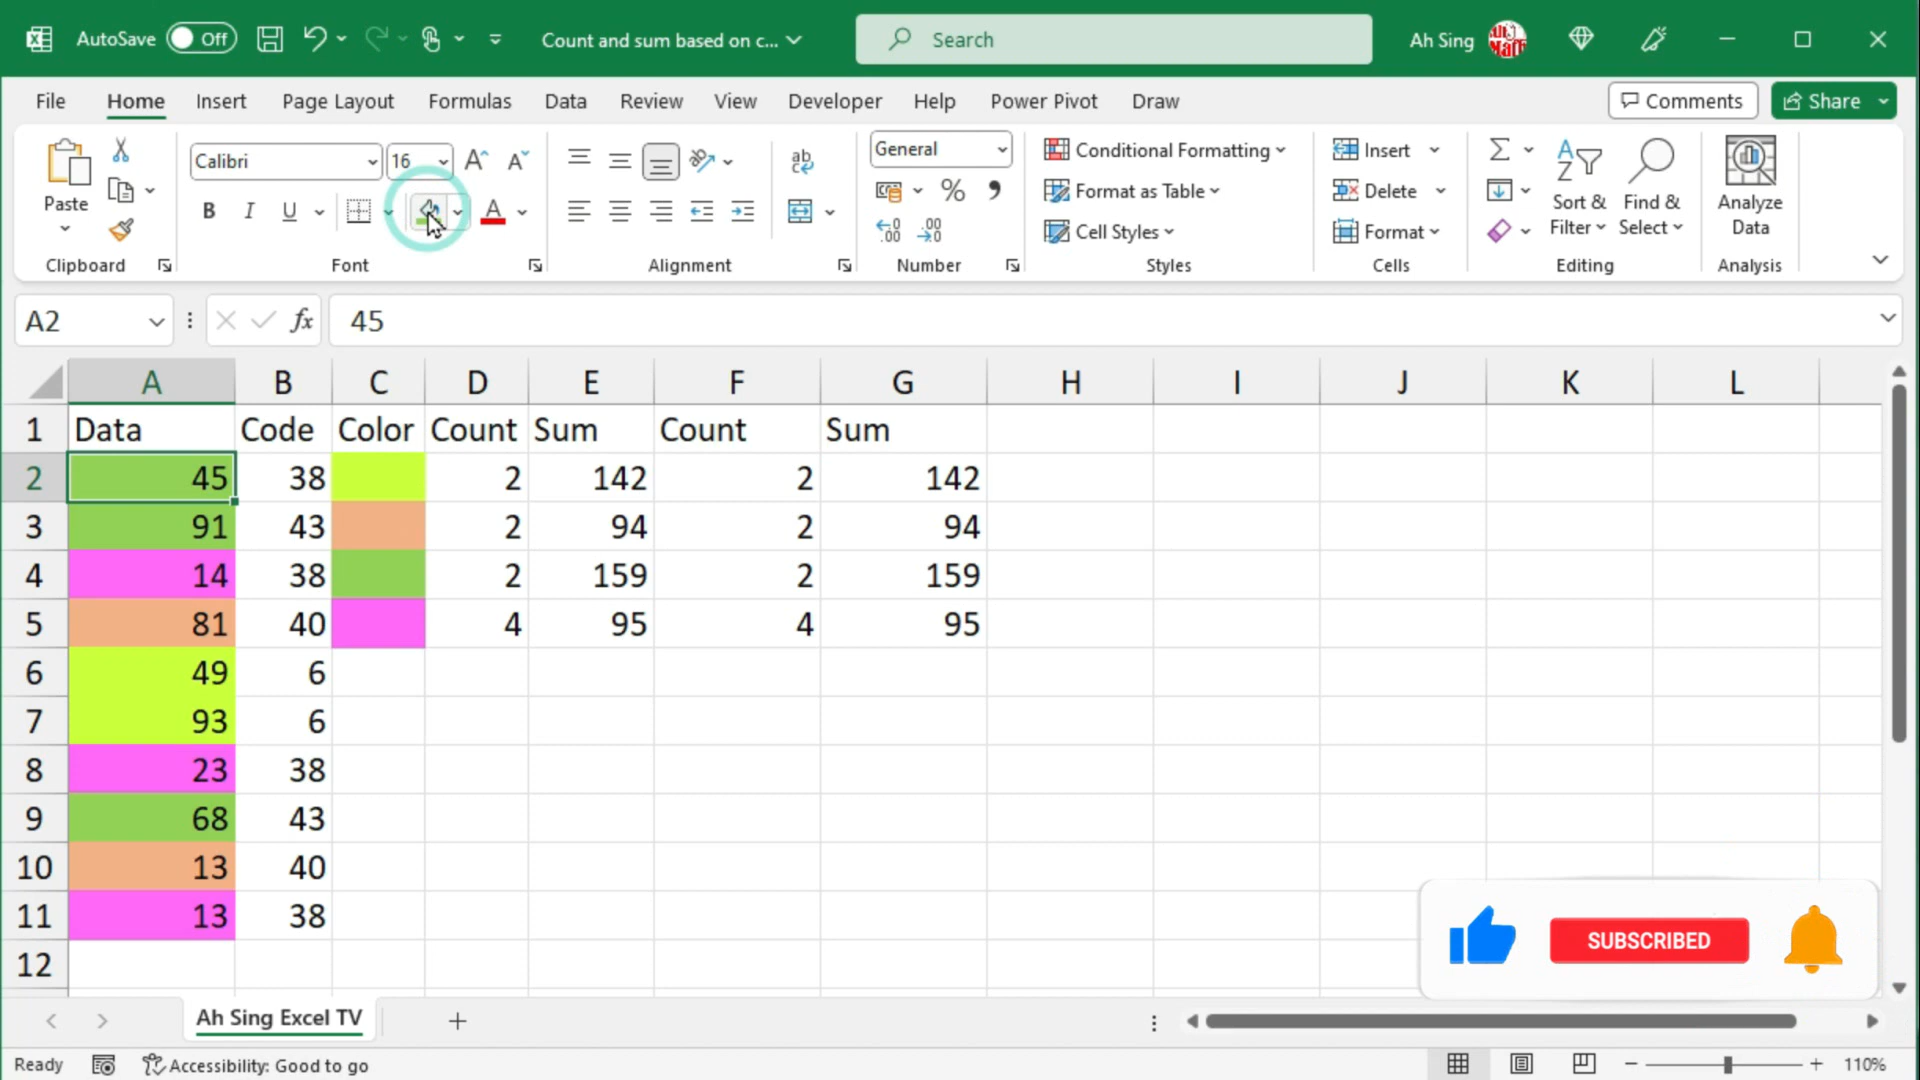 AutoSave Off Count and sum based on c... Search Ah Sing
File Home Insert Page Layout Formulas Data Review View Developer Help Power Pivot Draw Comments Share
Paste
Clipboard
Calibri 16
B I U A
Font
ab
Alignment
General
% ,
Number
Conditional Formatting
Format as Table
Cell Styles
Styles
Insert
Delete
Format
Cells
Sort & Filter
Find & Select
Editing
Analyze Data
Analysis
A2 fx 45
A B C D E F G H I J K L
1 Data Code Color Count Sum Count Sum
2 45 38 2 142 2 142
3 91 43 2 94 2 94
4 14 38 2 159 2 159
5 81 40 4 95 4 95
6 49 6
7 93 6
8 23 38
9 68 43
10 13 40
11 13 38
12
SUBSCRIBED
Ah Sing Excel TV
Ready Accessibility: Good to go 110%